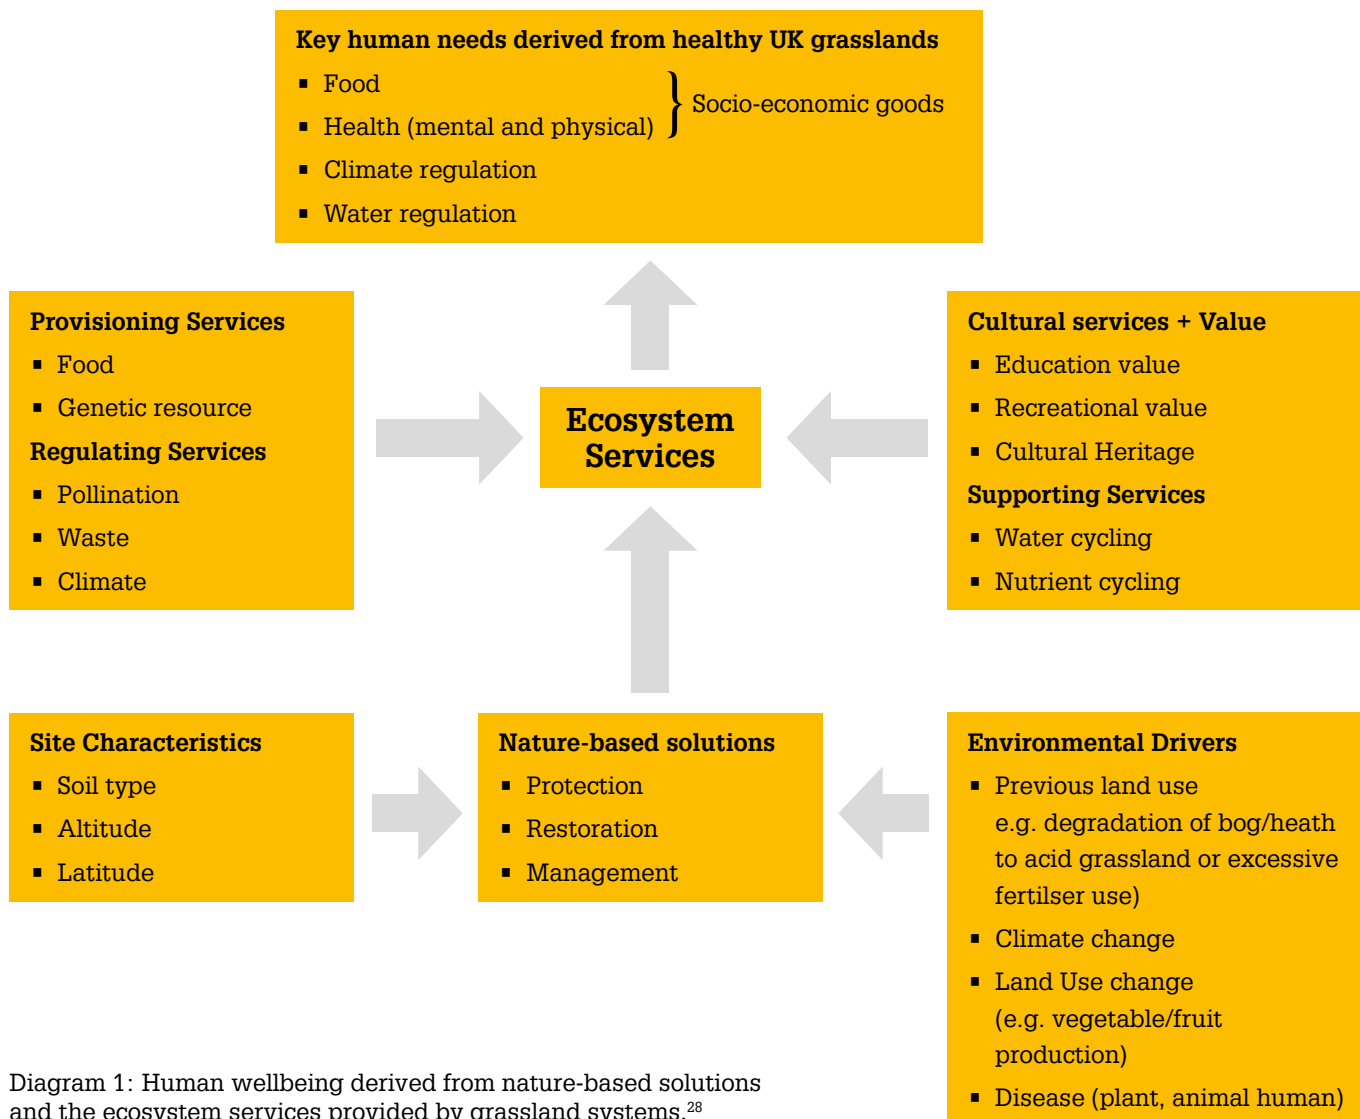 Key human needs derived from healthy UK grasslands
▪ Food
▪ Health (mental and physical)
} Socio-economic goods
▪ Climate regulation
▪ Water regulation
Provisioning Services
▪ Food
▪ Genetic resource
Regulating Services
▪ Pollination
▪ Waste
▪ Climate
Ecosystem
Services
Cultural services + Value
▪ Education value
▪ Recreational value
▪ Cultural Heritage
Supporting Services
▪ Water cycling
▪ Nutrient cycling
Site Characteristics
▪ Soil type
▪ Altitude
▪ Latitude
Nature-based solutions
▪ Protection
▪ Restoration
▪ Management
Environmental Drivers
▪ Previous land use
e.g. degradation of bog/heath
to acid grassland or excessive
fertilser use)
▪ Climate change
▪ Land Use change
(e.g. vegetable/fruit
production)
▪ Disease (plant, animal human)
Diagram 1: Human wellbeing derived from nature-based solutions
and the ecosystem services provided by grassland systems.28